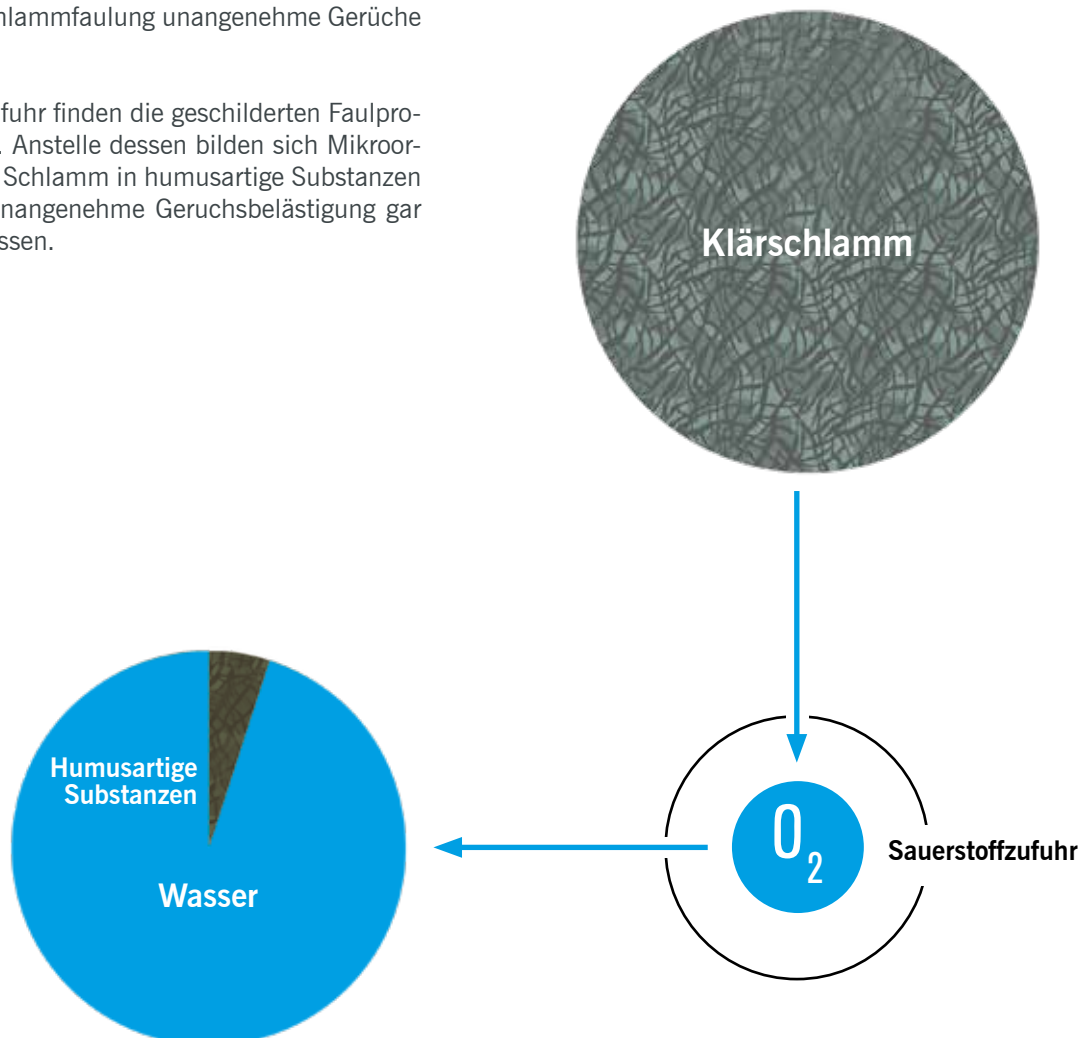 hlammfaulung unangenehme Gerüche
fuhr finden die geschilderten Faulpro-
. Anstelle dessen bilden sich Mikroor-
Schlamm in humusartige Substanzen
nangenehme Geruchsbelästigung gar
ssen.
Klärschlamm
Humusartige
Substanzen
Wasser
O₂
Sauerstoffzufuhr